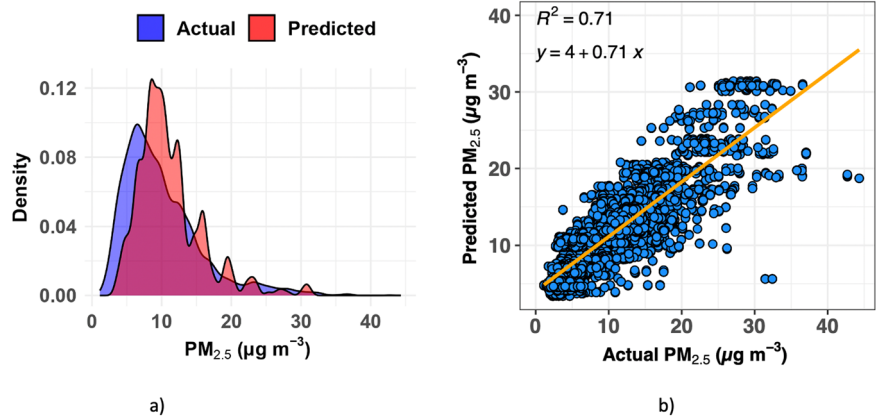 Actual Predicted
Density
0.12
0.08
0.04
0.00
0 10 20 30 40
PM₂.₅ (µg m⁻³)
a)
R² = 0.71
y = 4 + 0.71 x
Predicted PM₂.₅ (µg m⁻³)
40
30
20
10
0 10 20 30 40
Actual PM₂.₅ (µg m⁻³)
b)